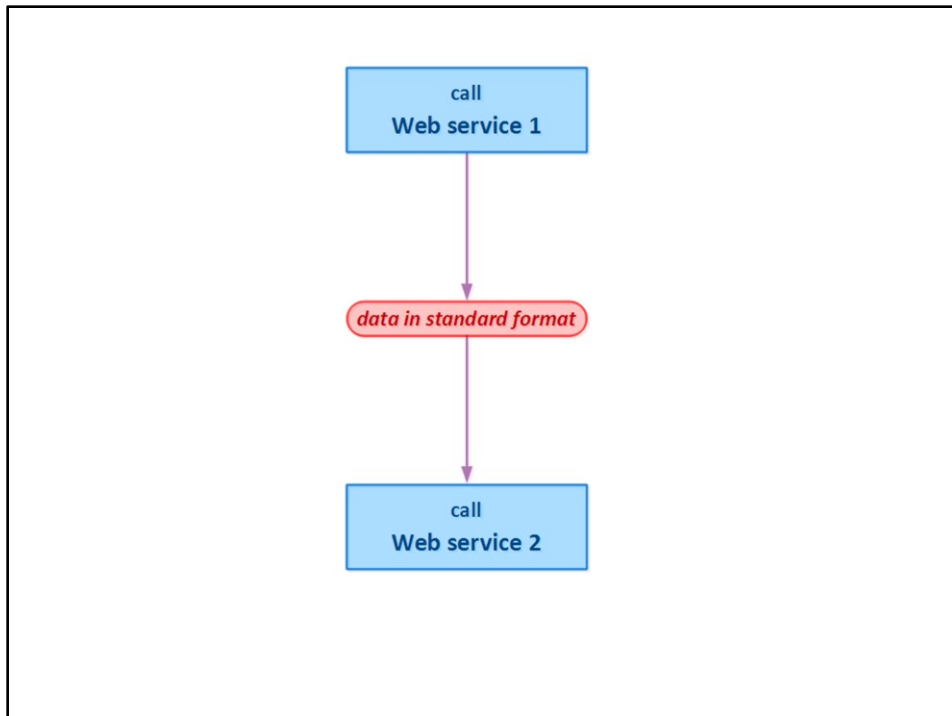 call
Web service 1
data in standard format
call
Web service 2